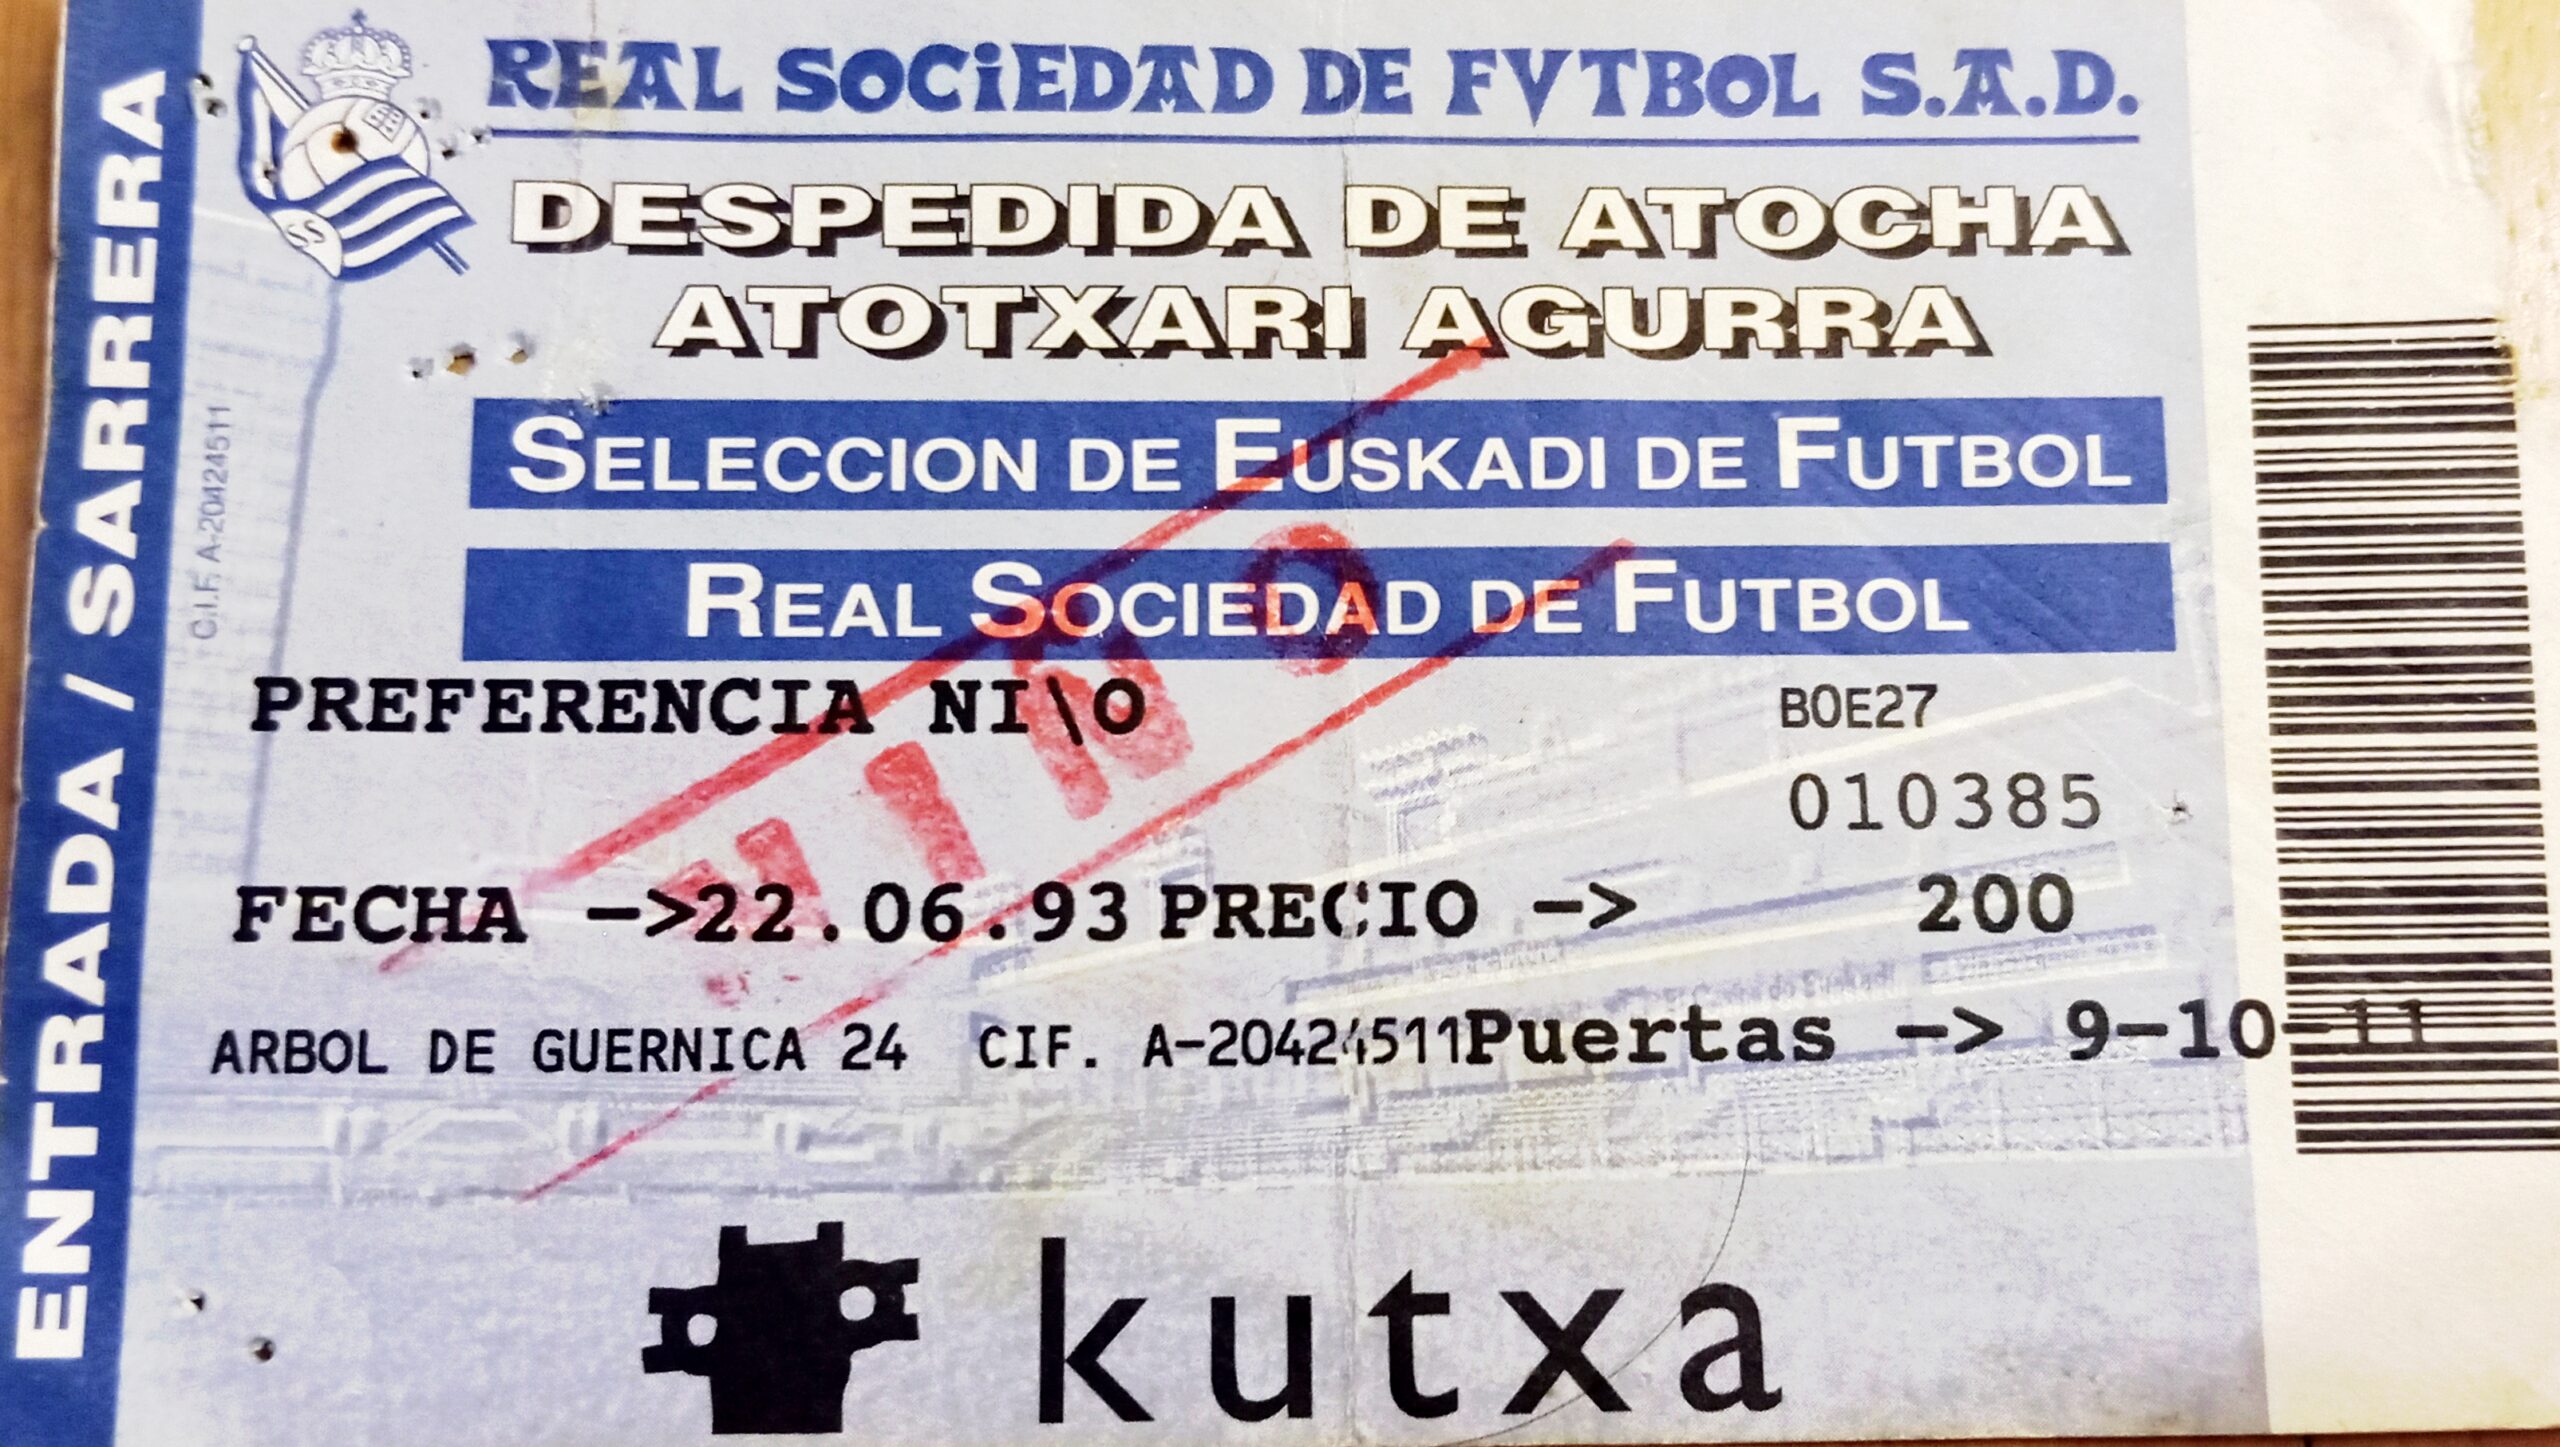 ENTRADA / SARRERA
REAL SOCIEDAD DE FVTBOL S.A.D.
DESPEDIDA DE ATOCHA
ATOTXARI AGURRA
SELECCION DE EUSKADI DE FUTBOL
REAL SOCIEDAD DE FUTBOL
C.I.F. A-20424511
SS
PREFERENCIA NI\O
B0E27
010385
NIÑO
FECHA ->22.06.93 PRECIO -> 200
ARBOL DE GUERNICA 24 CIF. A-20424511Puertas -> 9-10-11
kutxa